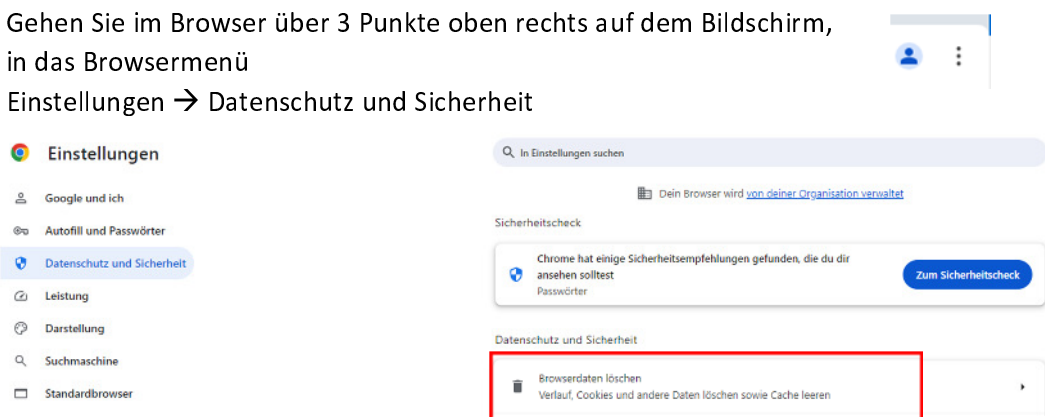 Gehen Sie im Browser über 3 Punkte oben rechts auf dem Bildschirm,
in das Browsermenü
Einstellungen → Datenschutz und Sicherheit
Einstellungen
In Einstellungen suchen
Dein Browser wird von deiner Organisation verwaltet
Google und ich
Autofill und Passwörter
Datenschutz und Sicherheit
Leistung
Darstellung
Suchmaschine
Standardbrowser
Sicherheitscheck
Chrome hat einige Sicherheitsempfehlungen gefunden, die du dir
ansehen solltest
Passwörter
Zum Sicherheitscheck
Datenschutz und Sicherheit
Browserdaten löschen
Verlauf, Cookies und andere Daten löschen sowie Cache leeren